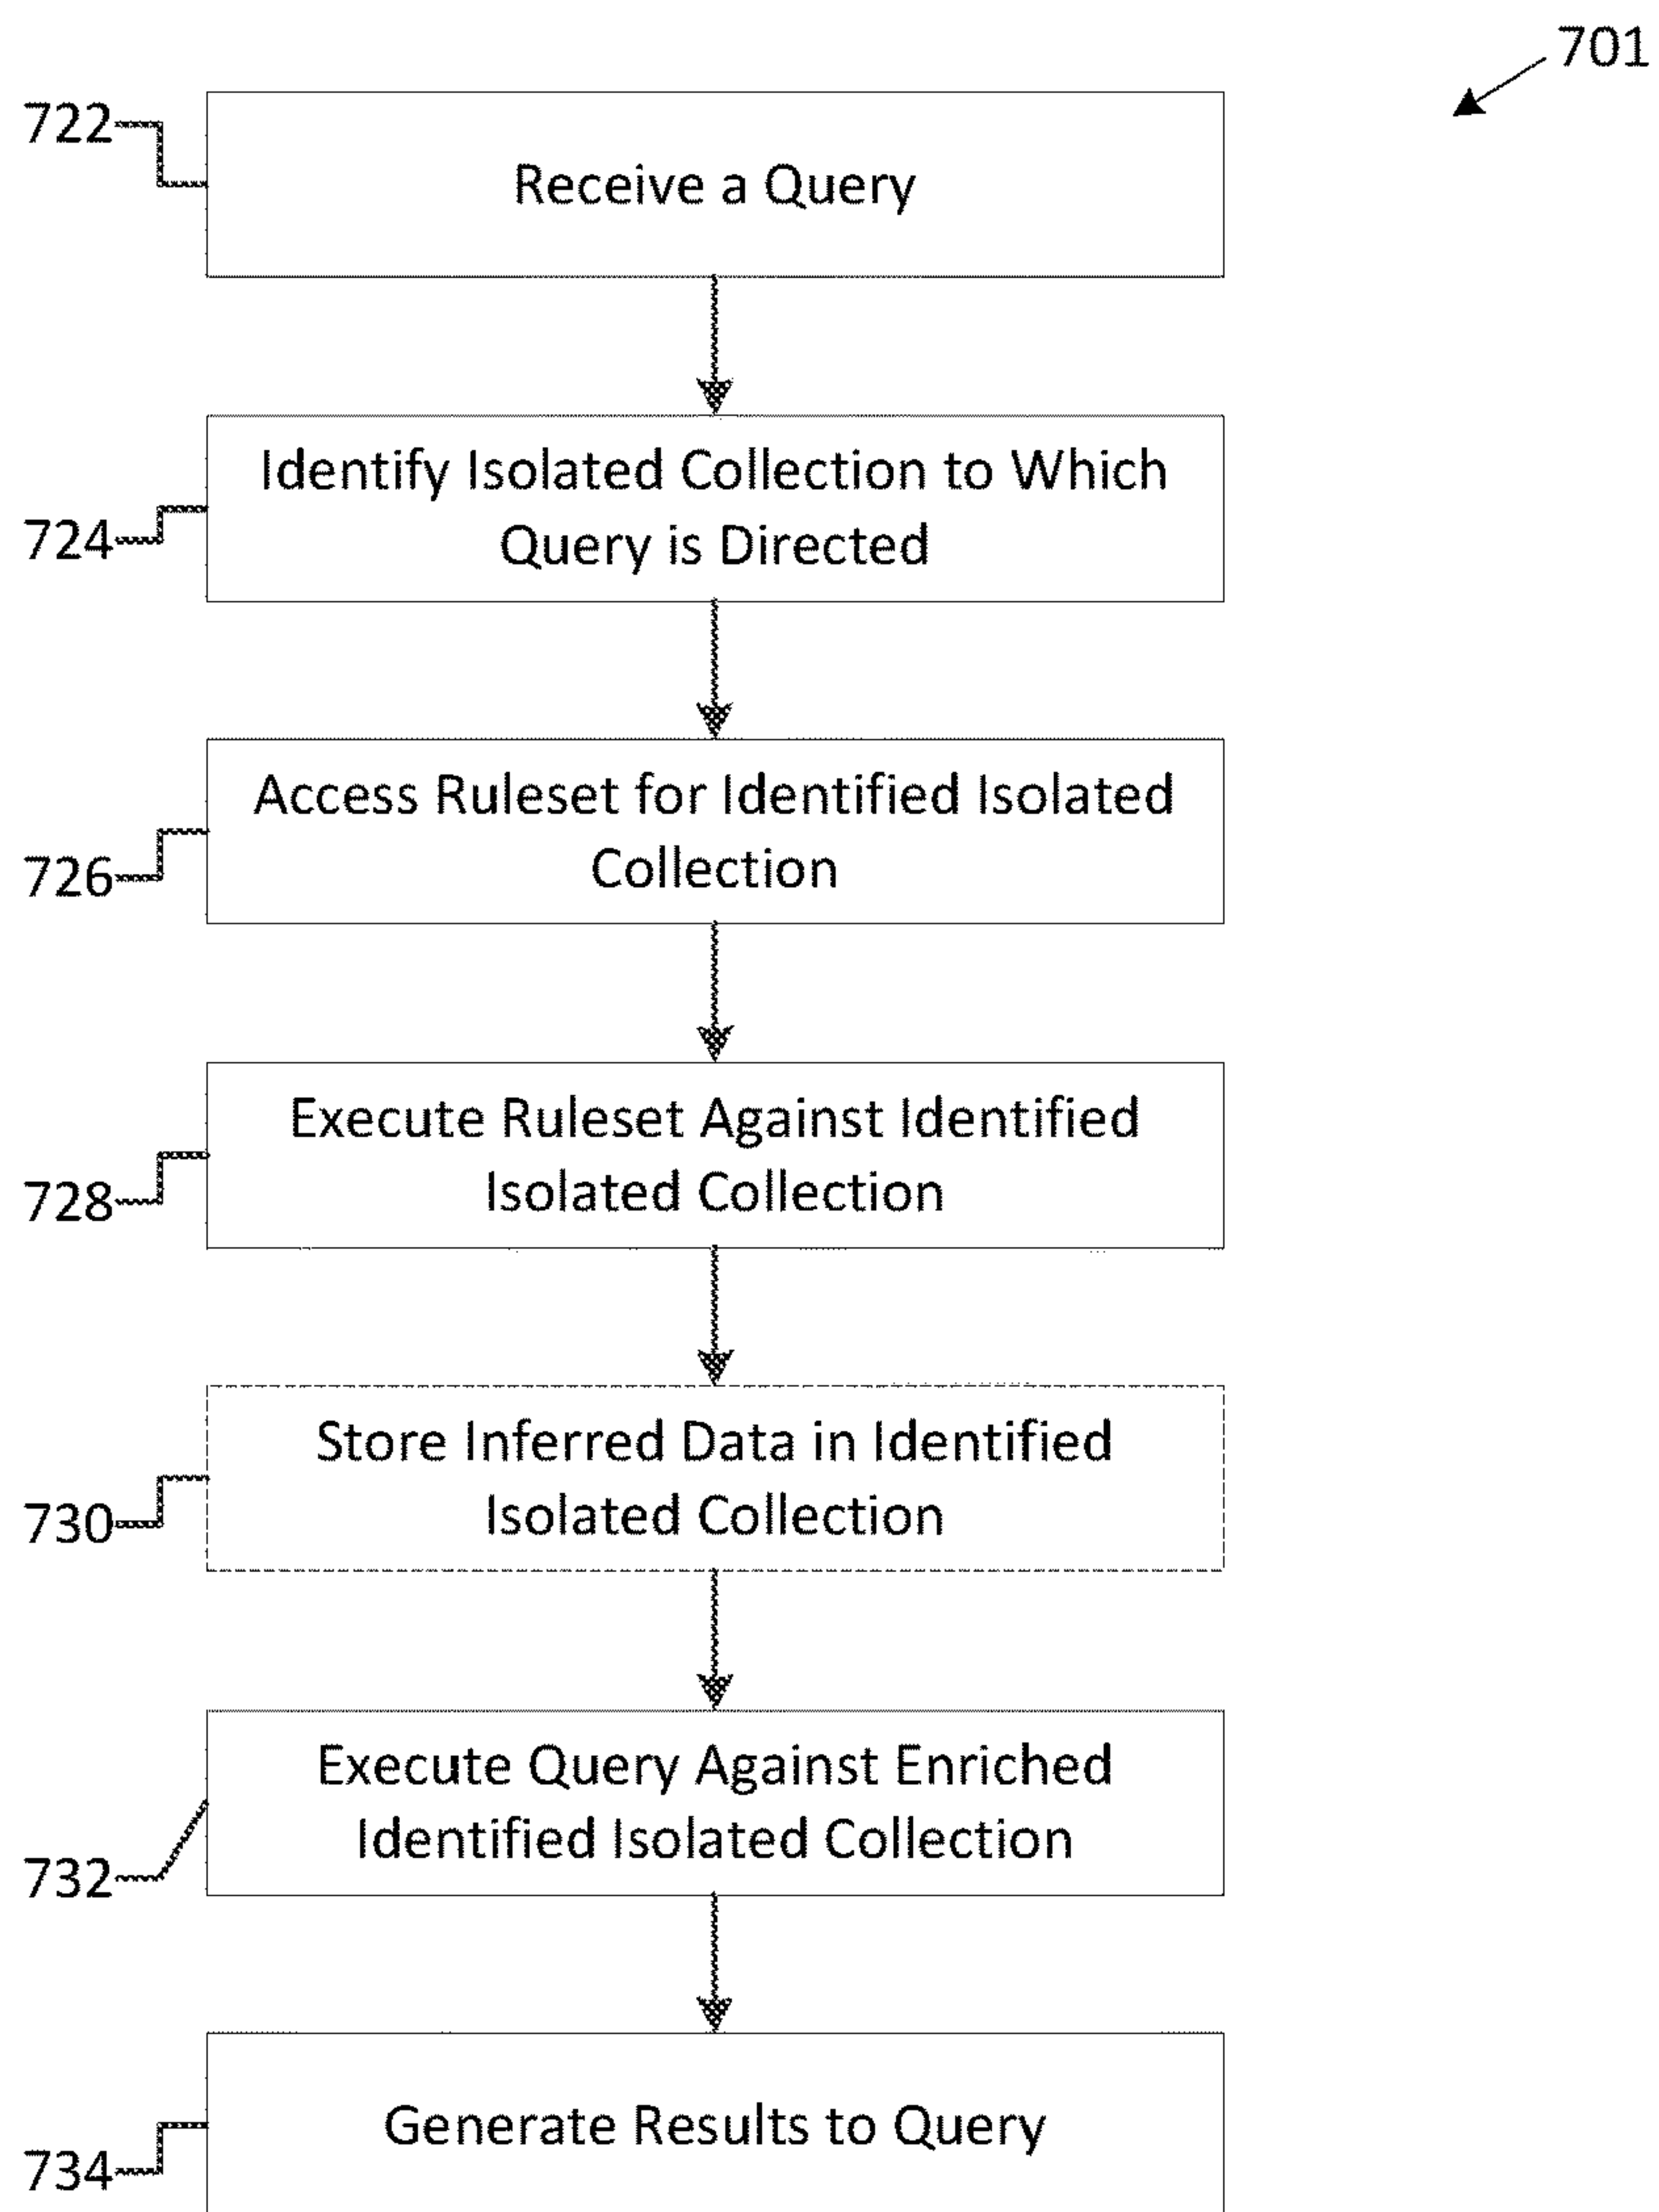 701
722
Receive a Query
Identify Isolated Collection to Which
Query is Directed
724
Access Ruleset for Identified Isolated
Collection
726
Execute Ruleset Against Identified
Isolated Collection
728
Store Inferred Data in Identified
Isolated Collection
730
Execute Query Against Enriched
Identified Isolated Collection
732
Generate Results to Query
734